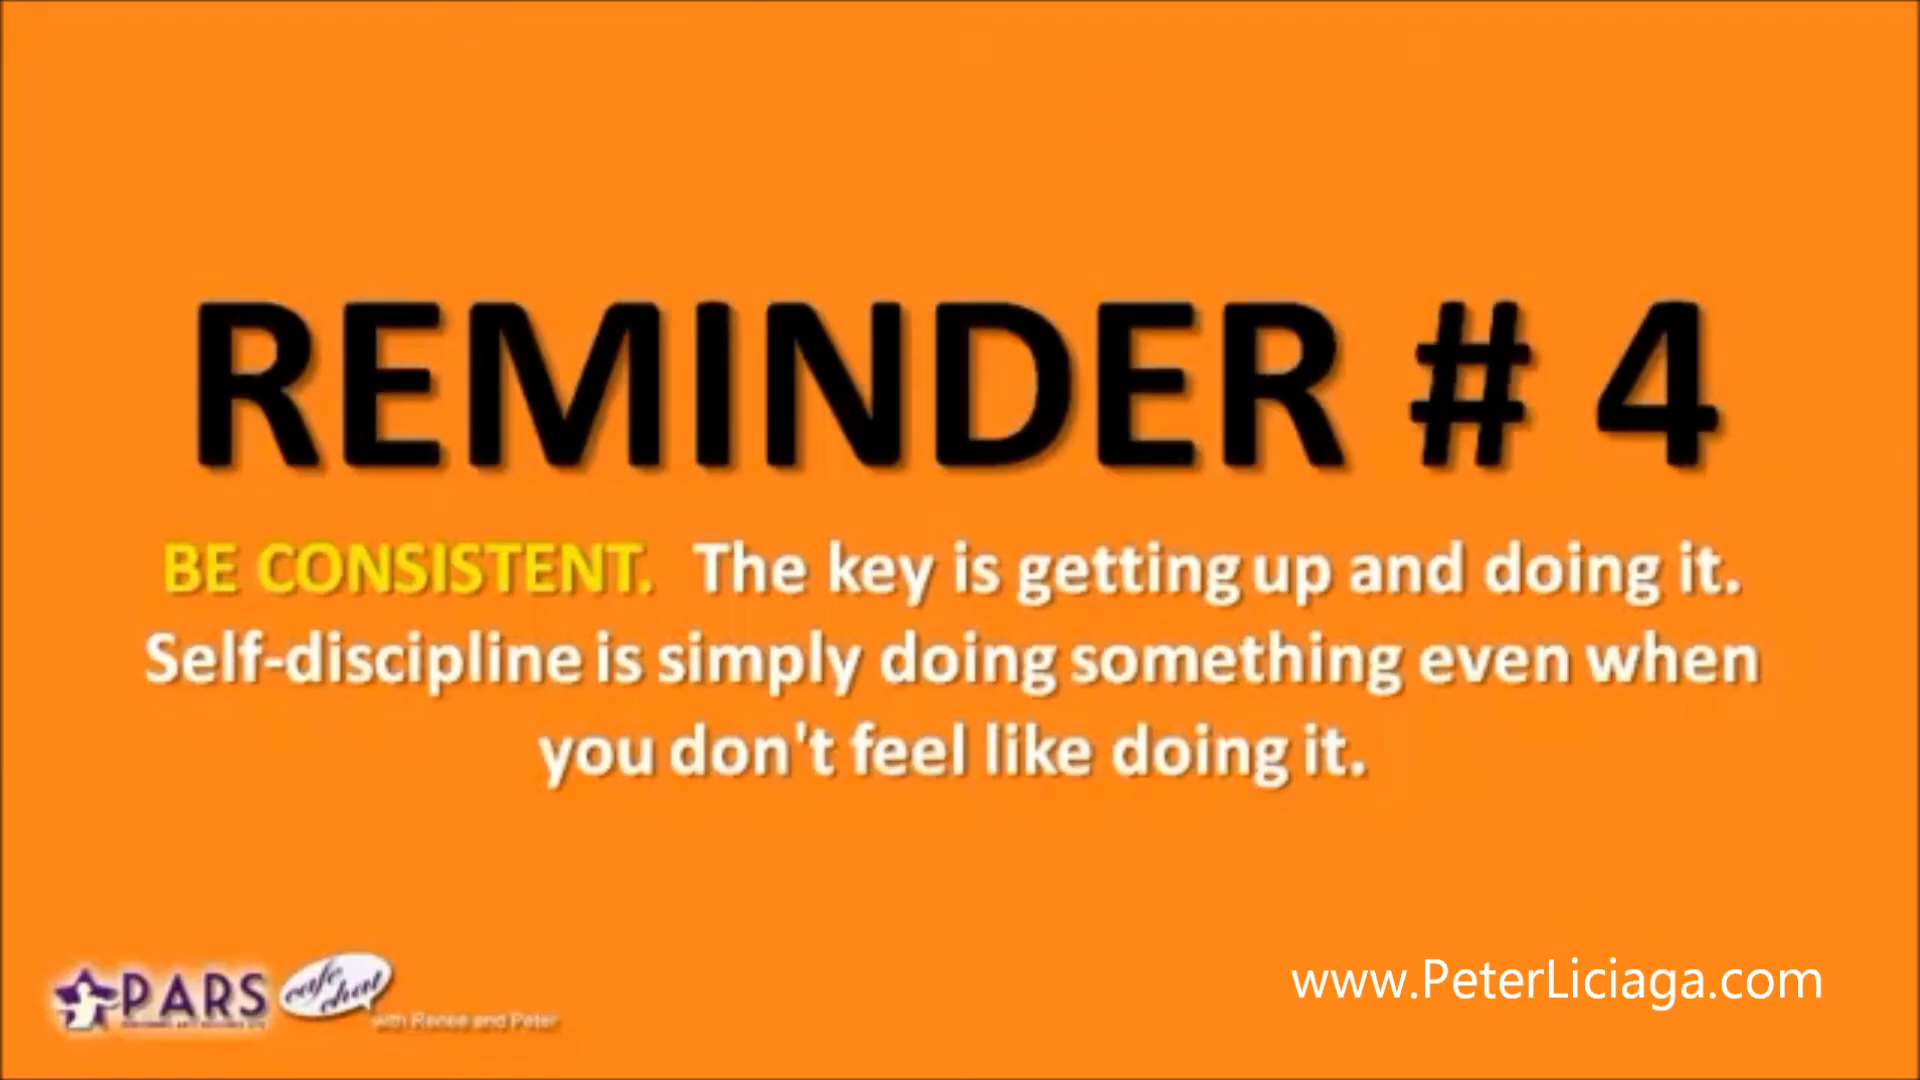 REMINDER # 4
BE CONSISTENT. The key is getting up and doing it.
Self-discipline is simply doing something even when
you don't feel like doing it.
PARS
cafe
chat
with Renee and Peter
www.PeterLiciaga.com